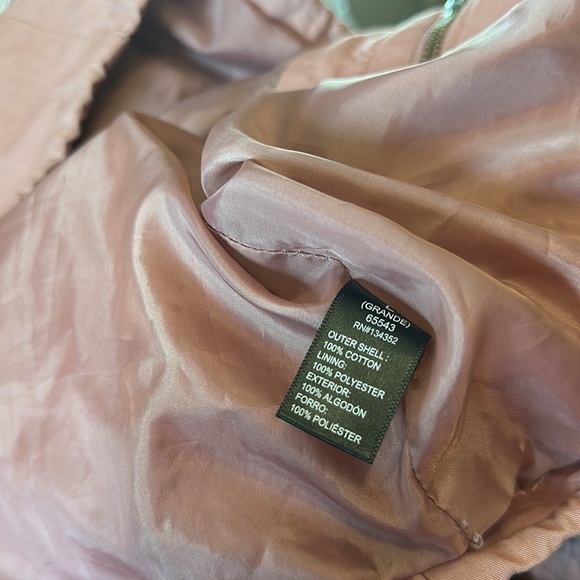 (GRANDE)
65543
RN#134352
OUTER SHELL :
100% COTTON
LINING:
100% POLYESTER
EXTERIOR:
100% ALGODÓN
FORRO:
100% POLIÉSTER